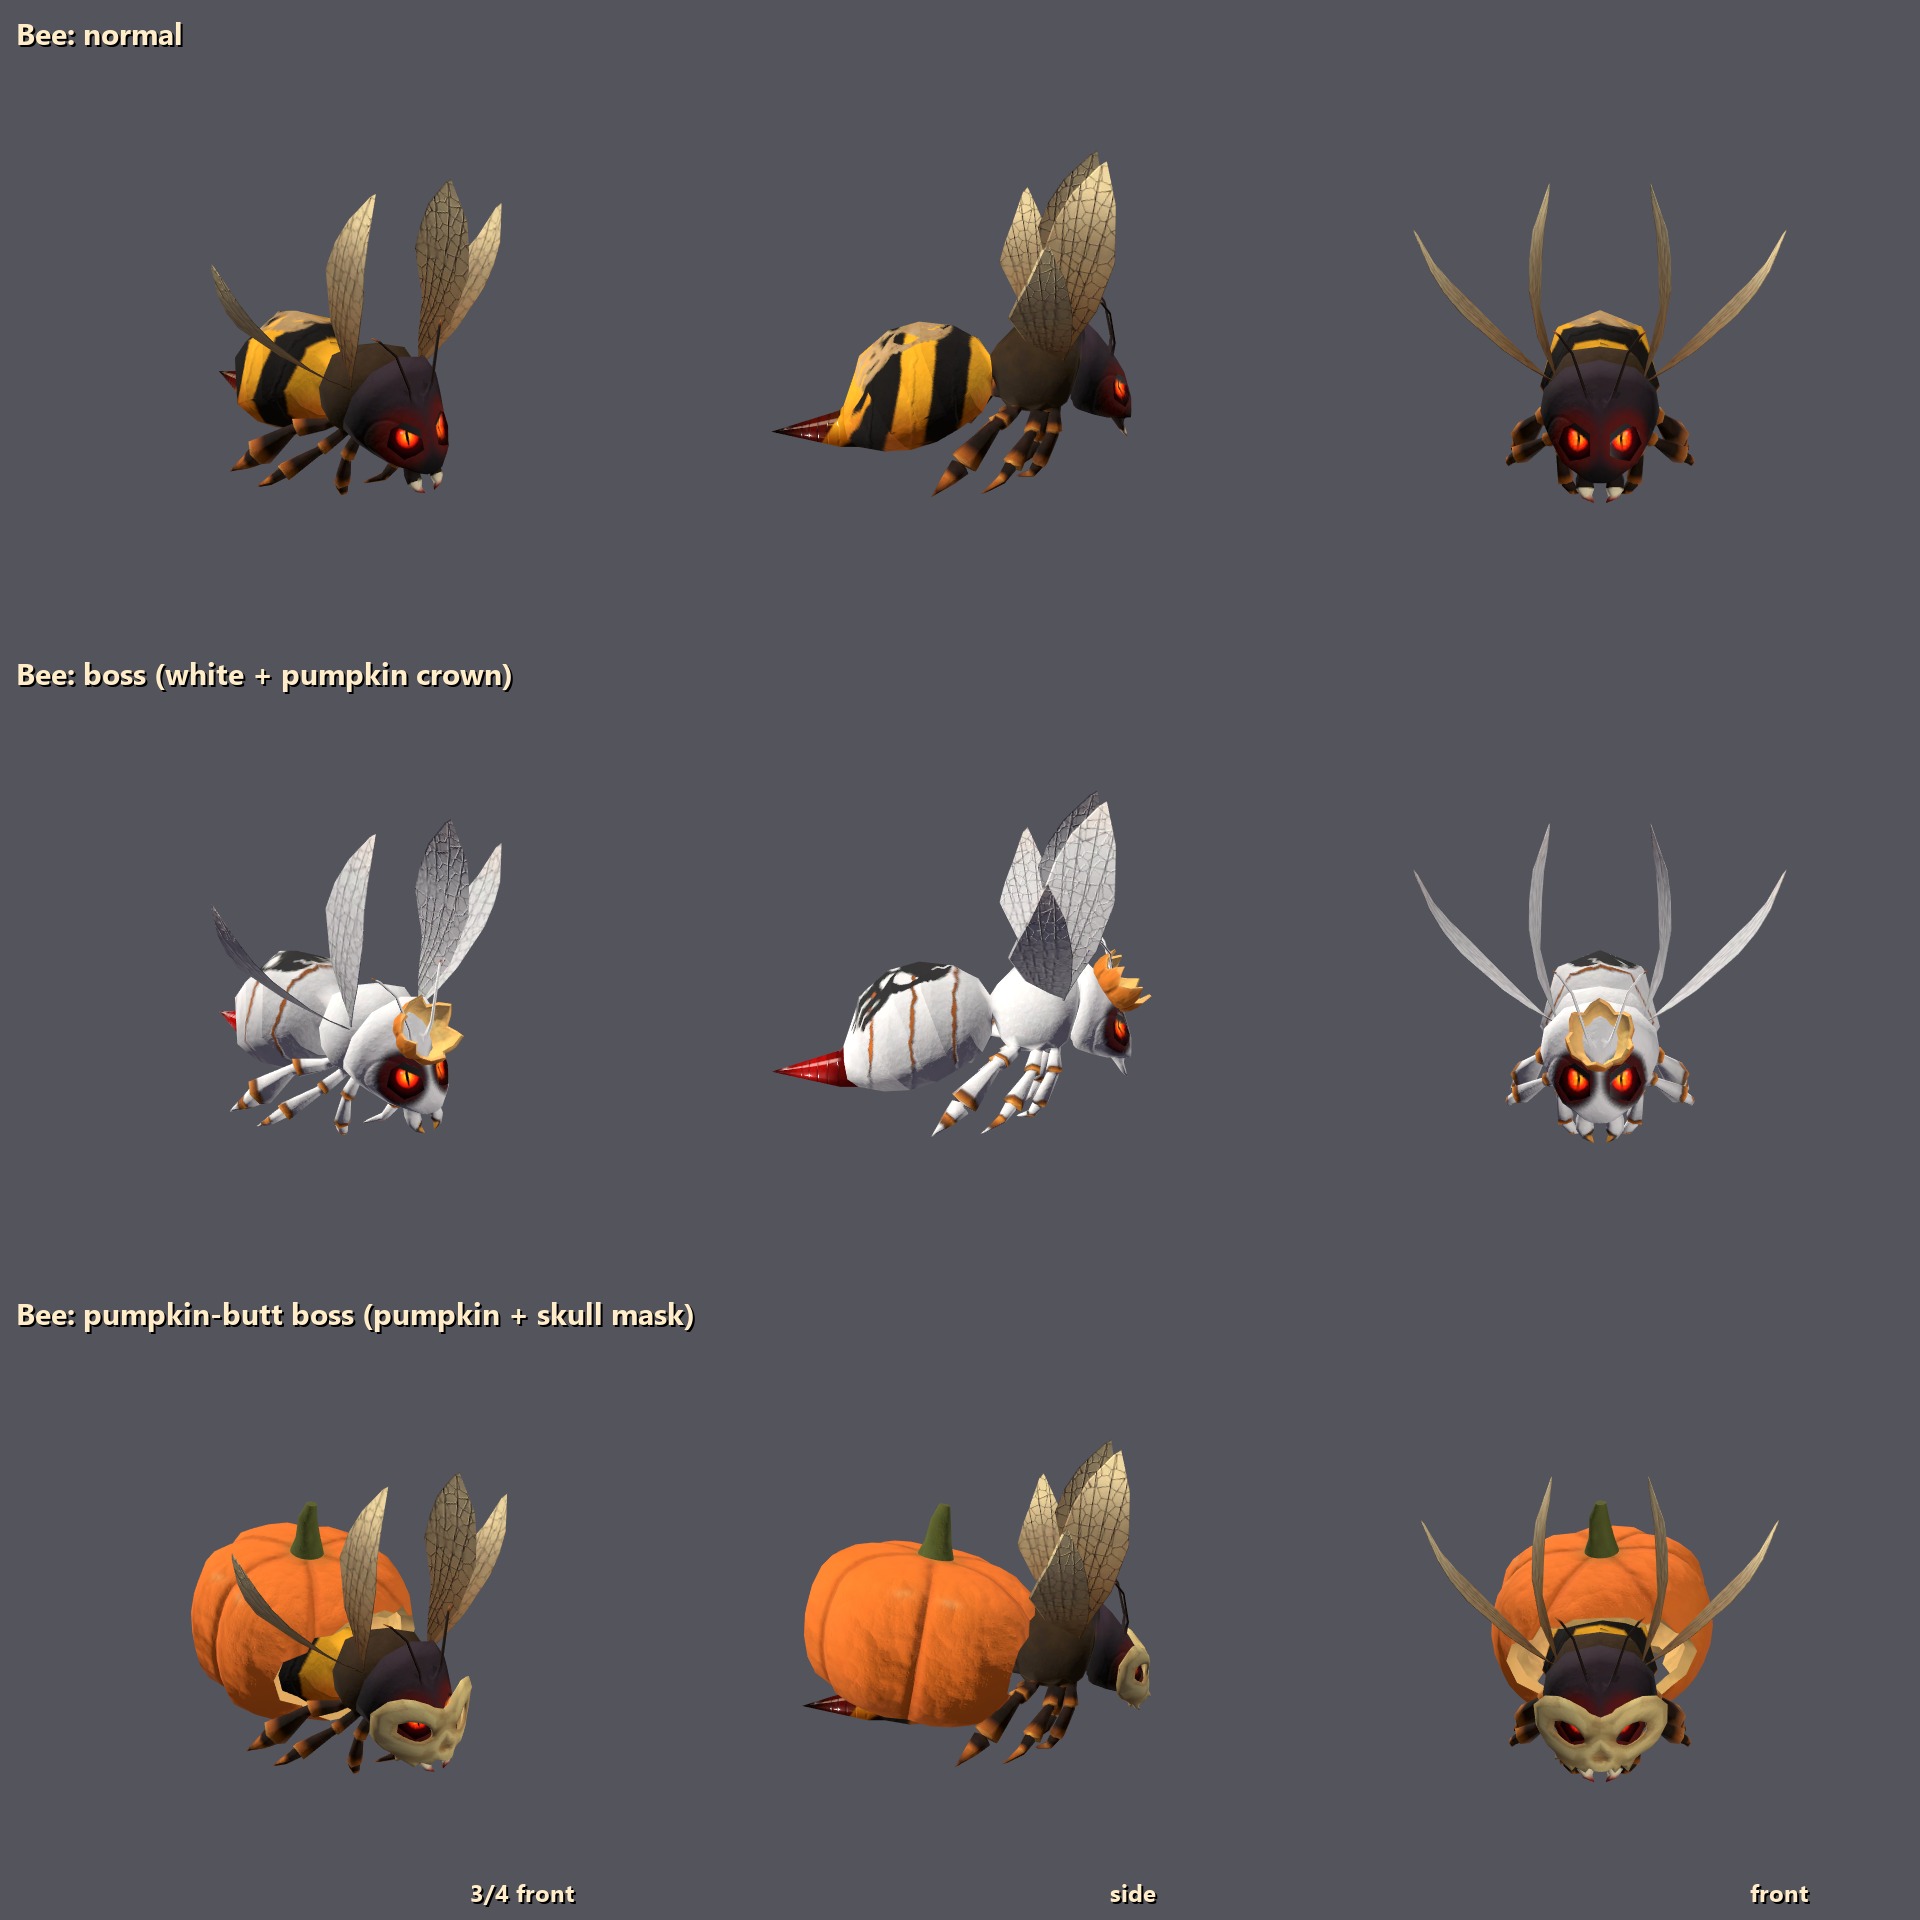 Bee: normal
Bee: boss (white + pumpkin crown)
Bee: pumpkin-butt boss (pumpkin + skull mask)
3/4 front
side
front